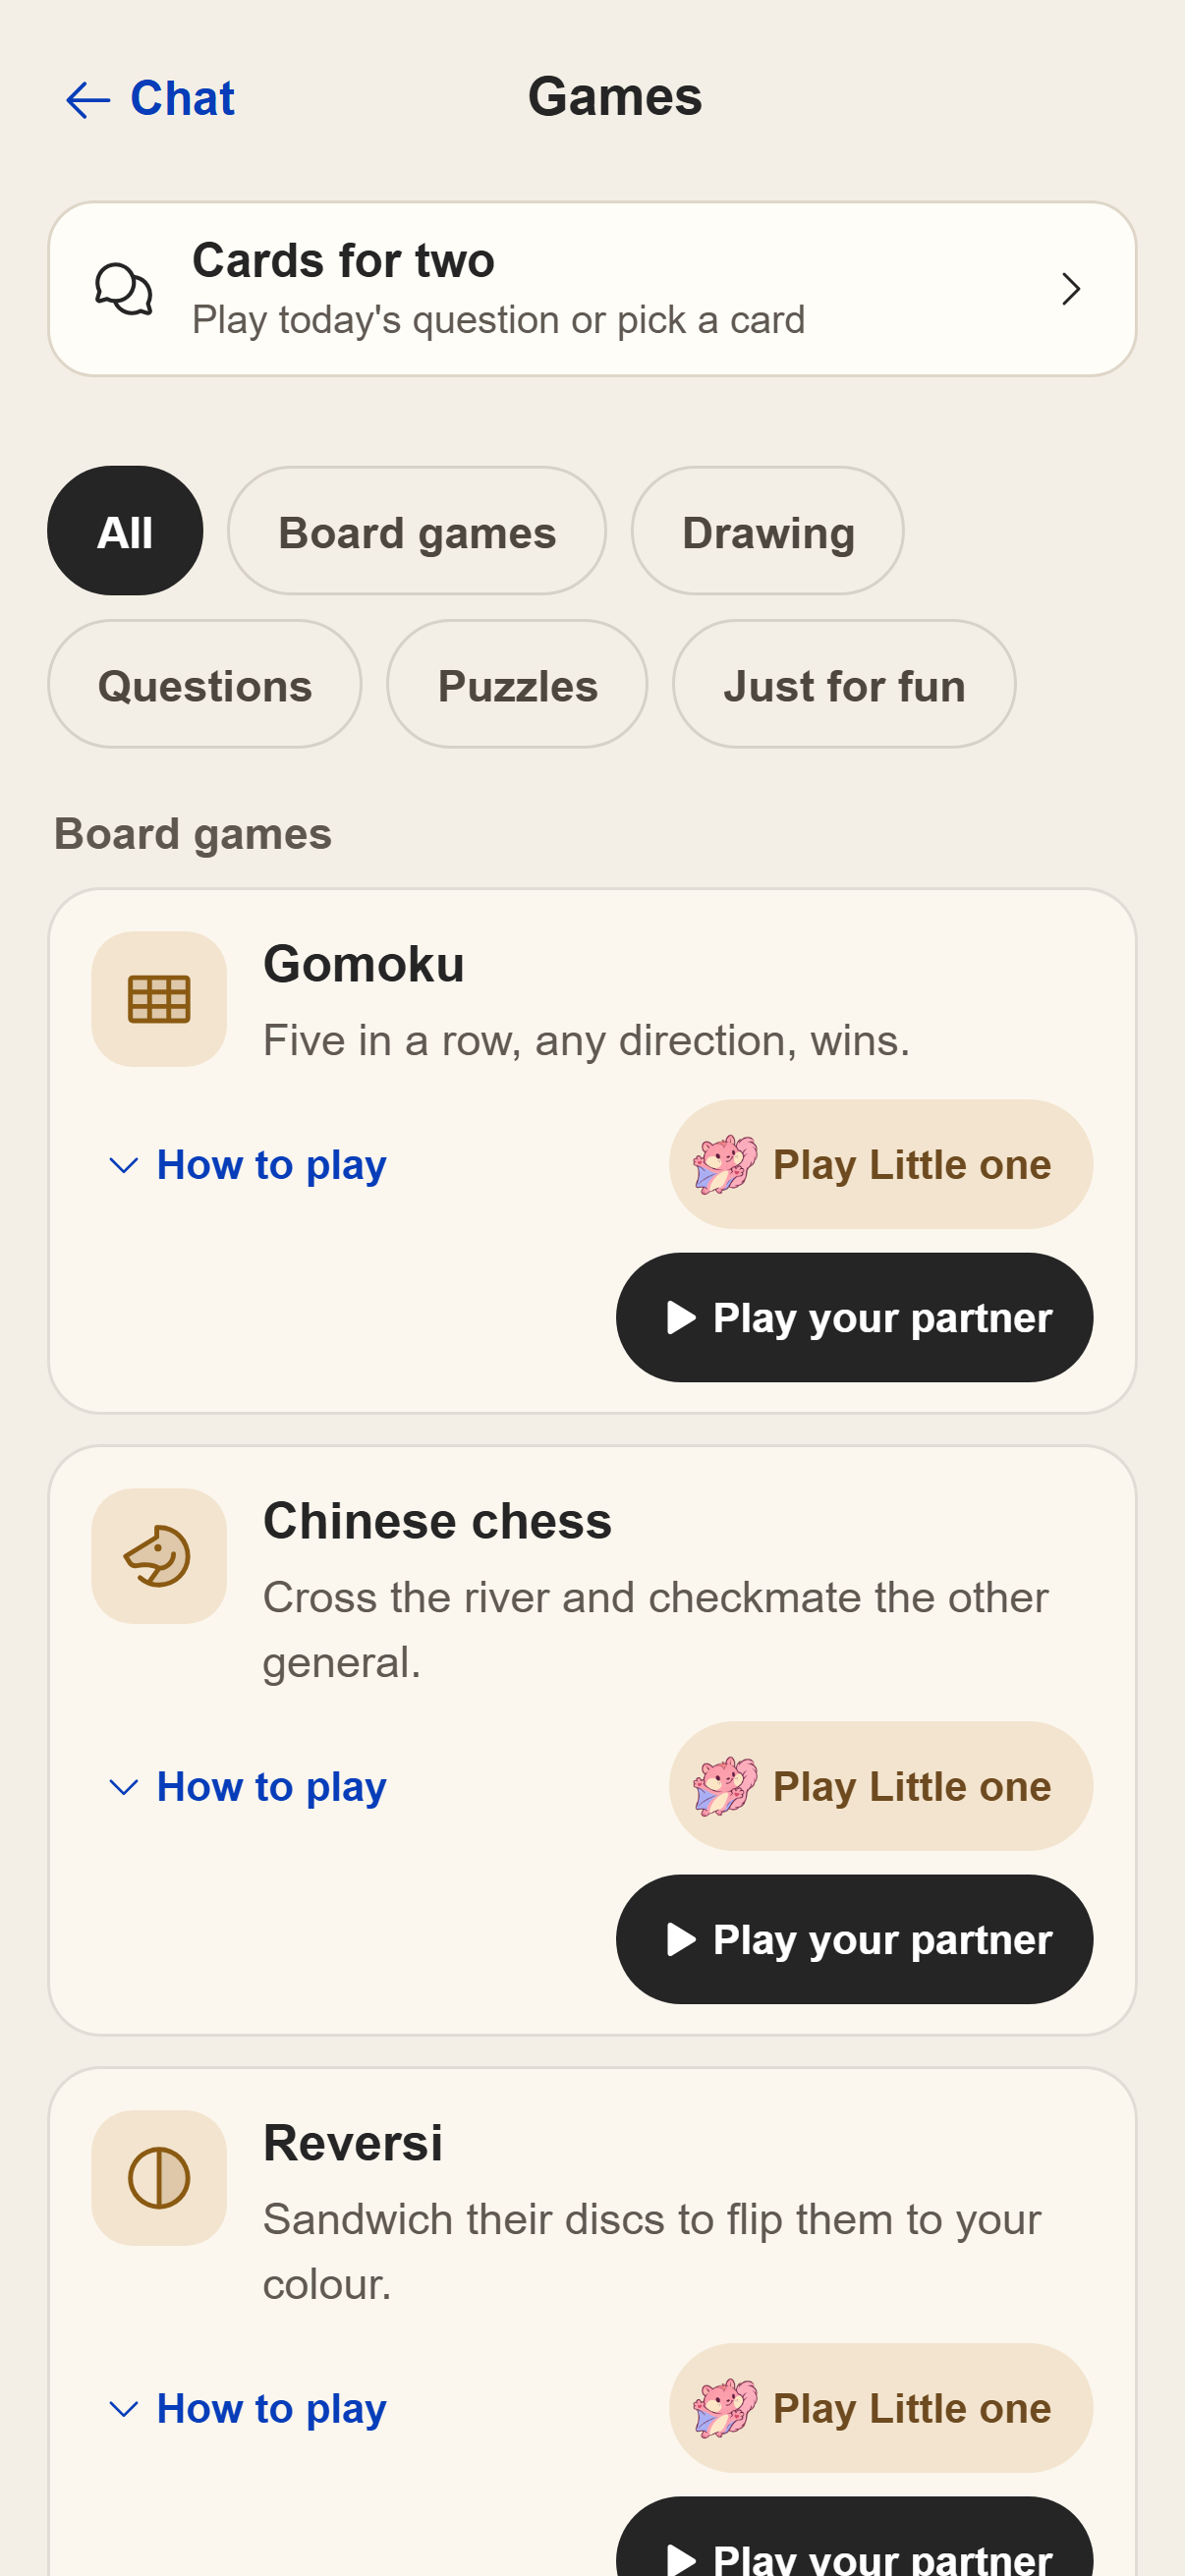 Chat
Games
Cards for two
Play today's question or pick a card
All
Board games
Drawing
Questions
Puzzles
Just for fun
Board games
Gomoku
Five in a row, any direction, wins.
How to play
Play Little one
Play your partner
Chinese chess
Cross the river and checkmate the other
general.
How to play
Play Little one
Play your partner
Reversi
Sandwich their discs to flip them to your
colour.
How to play
Play Little one
Play your partner